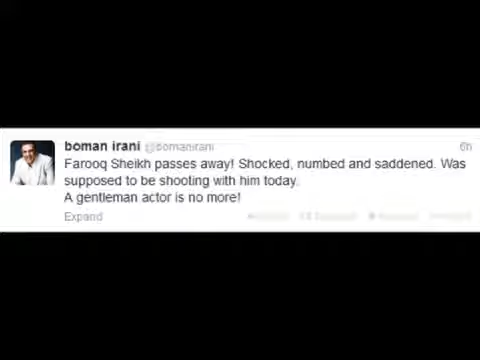 boman irani @bomanirani 6h
Farooq Sheikh passes away! Shocked, numbed and saddened. Was
supposed to be shooting with him today.
A gentleman actor is no more!
Expand